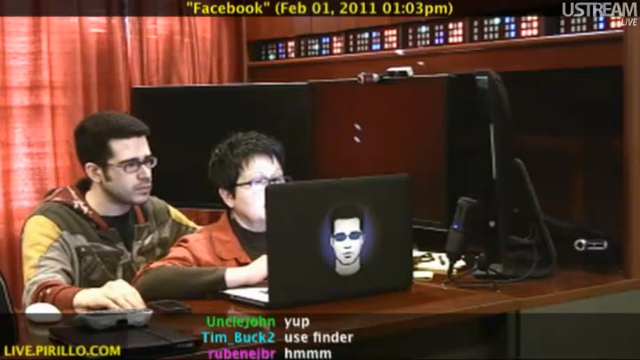 "Facebook" (Feb 01, 2011 01:03pm)
USTREAM
LIVE
UncleJohn yup
Tim_Buck2 use finder
rubenejbr hmmm
LIVE.PIRILLO.COM